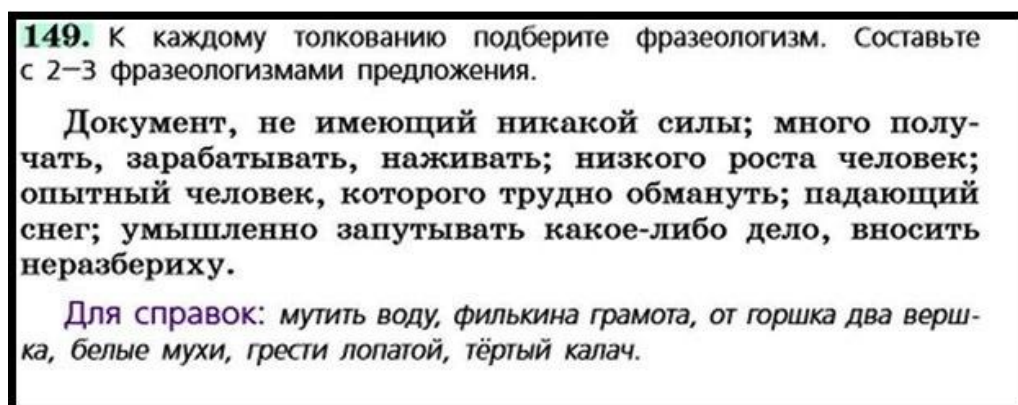 149. К каждому толкованию подберите фразеологизм. Составьте
с 2—3 фразеологизмами предложения.
Документ, не имеющий никакой силы; много полу-
чать, зарабатывать, наживать; низкого роста человек;
опытный человек, которого трудно обмануть; падающий
снег; умышленно запутывать какое-либо дело, вносить
неразбериху.
Для справок: мутить воду, филькина грамота, от горшка два верш-
ка, белые мухи, грести лопатой, тёртый калач.